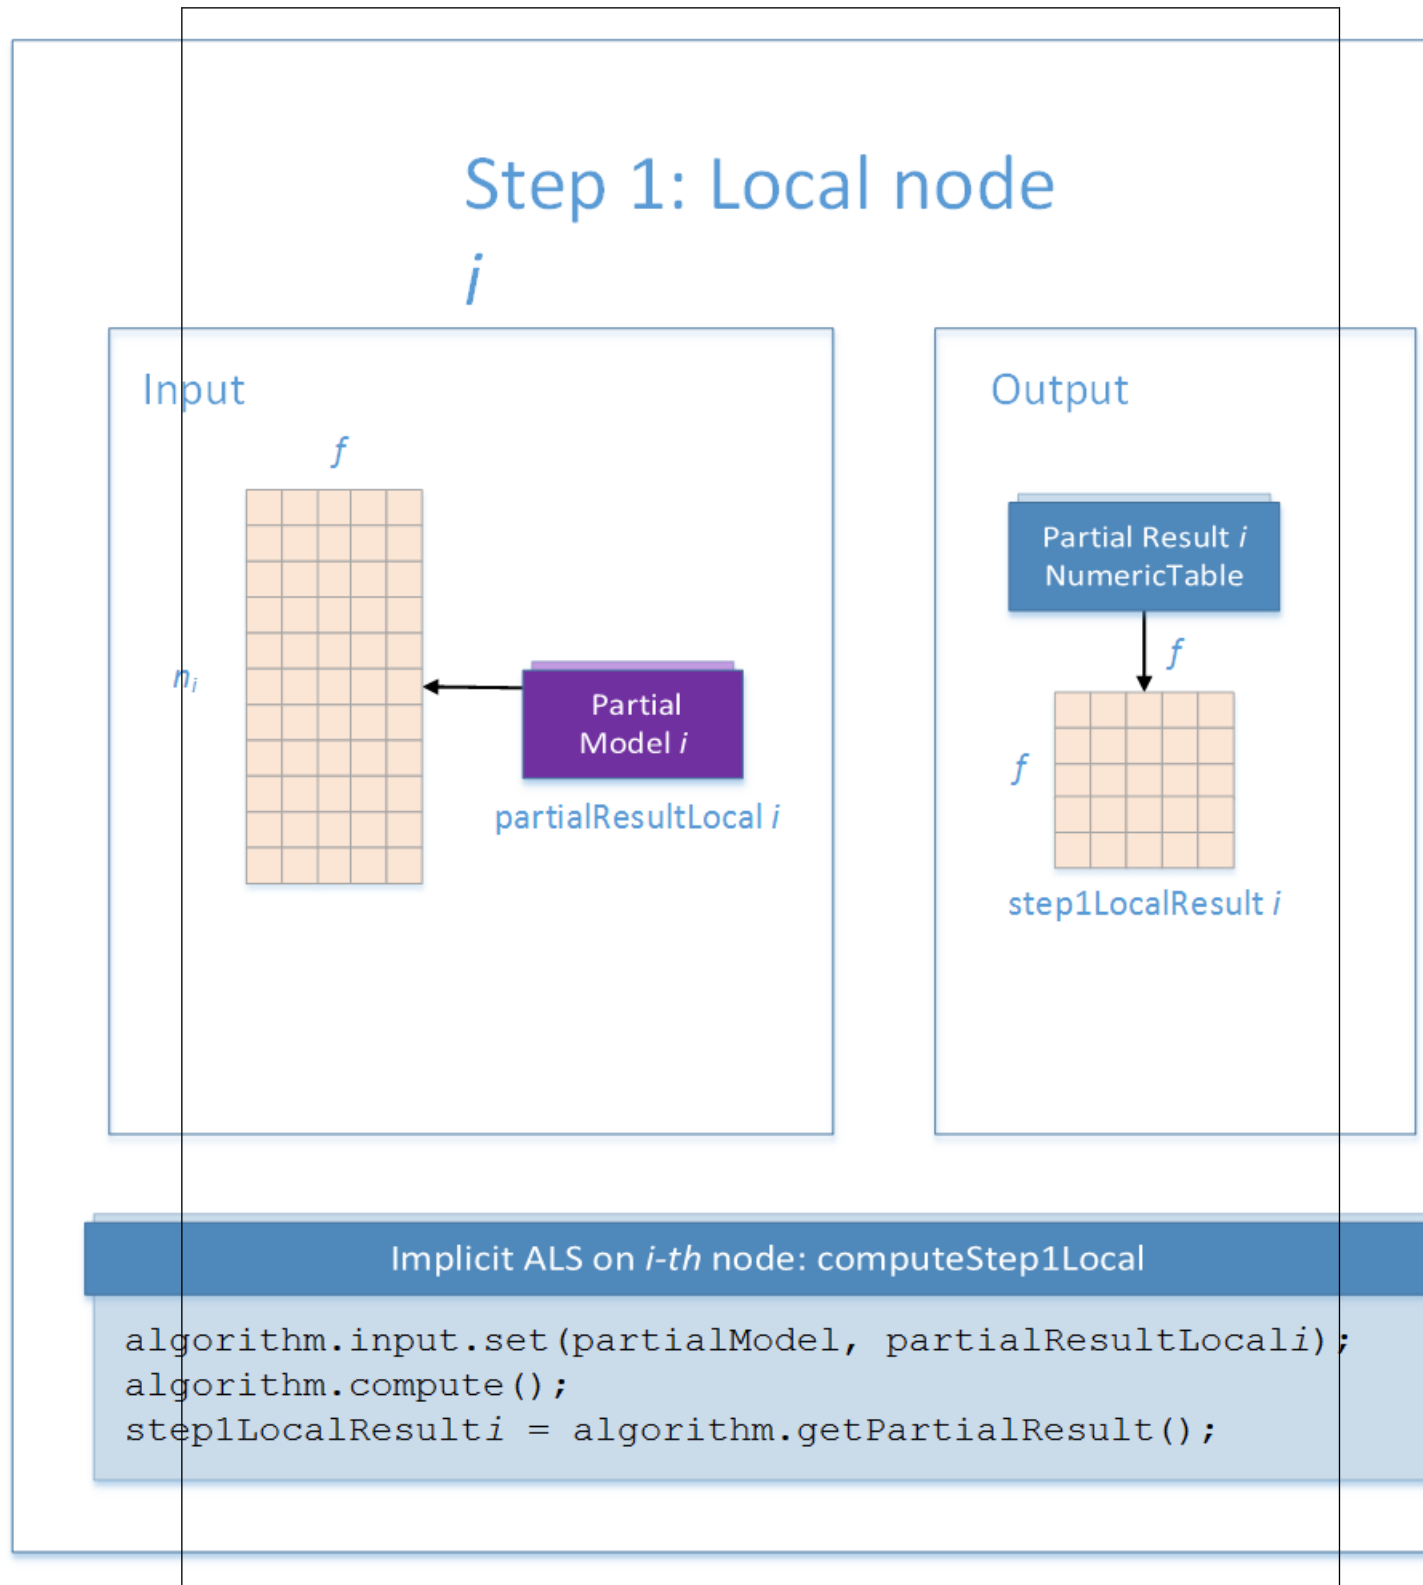 Step 1: Local node
i
Input
f
n_i
Partial
Model i
partialResultLocal i
Output
Partial Result i
NumericTable
f
f
step1LocalResult i
Implicit ALS on i-th node: computeStep1Local
algorithm.input.set(partialModel, partialResultLocali);
algorithm.compute();
step1LocalResulti = algorithm.getPartialResult();